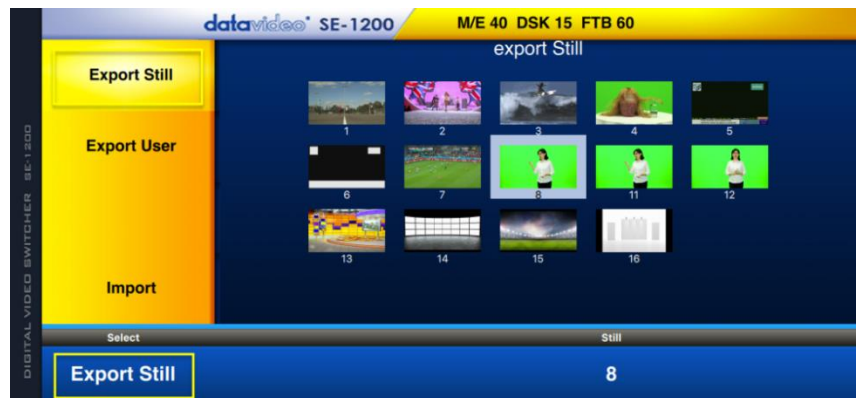 datavideo SE-1200
M/E 40 DSK 15 FTB 60
export Still
Export Still
Export User
Import
1 2 3 4 5
6 7 8 11 12
13 14 15 16
DIGITAL VIDEO SWITCHER SE-1200
Select
Still
Export Still
8